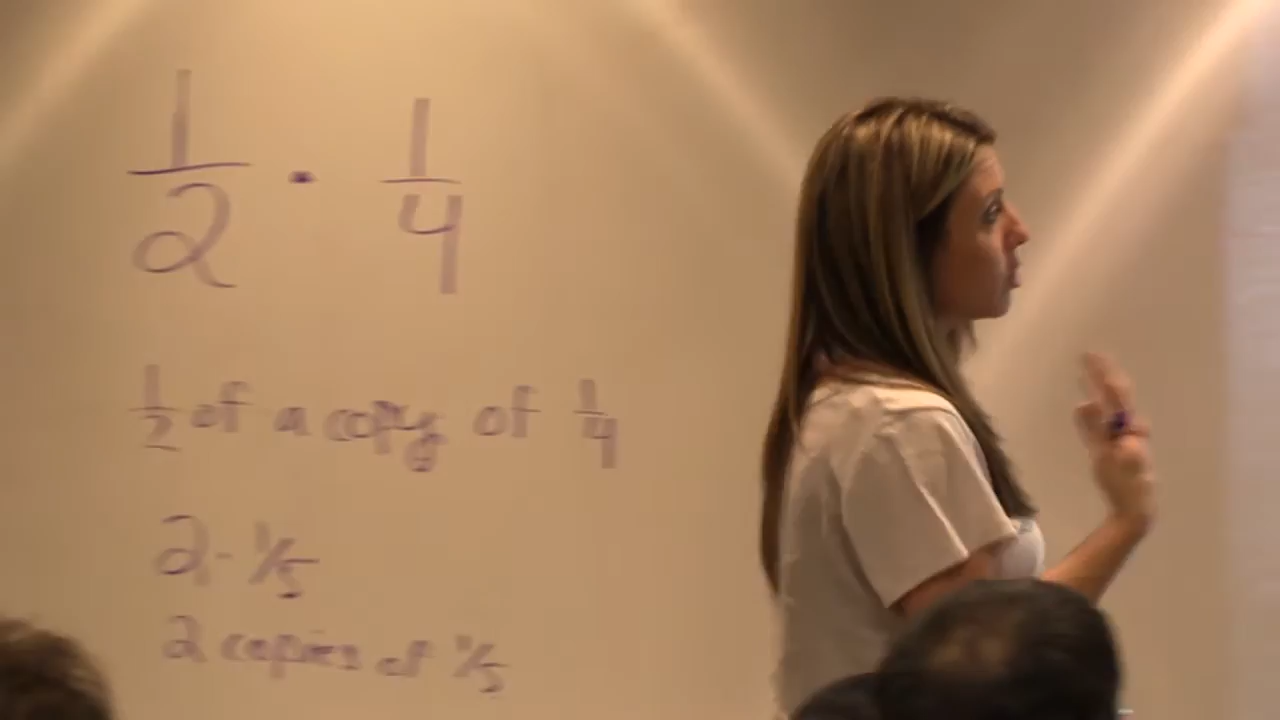 1/2 · 1/4
1/2 of a copy of 1/4
2 · 1/5
2 copies of 1/5